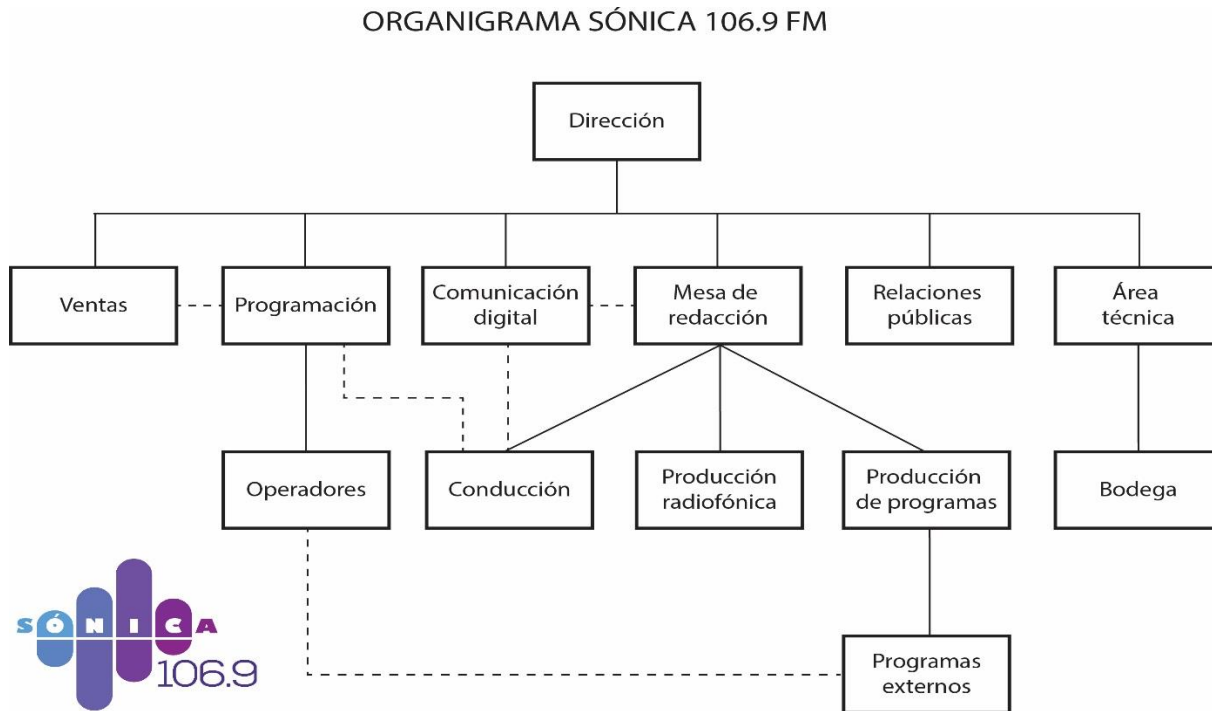 ORGANIGRAMA SÓNICA 106.9 FM
Dirección
Ventas
Programación
Comunicación
digital
Mesa de
redacción
Relaciones
públicas
Área
técnica
Operadores
Conducción
Producción
radiofónica
Producción
de programas
Bodega
Programas
externos
SÓNICA
106.9